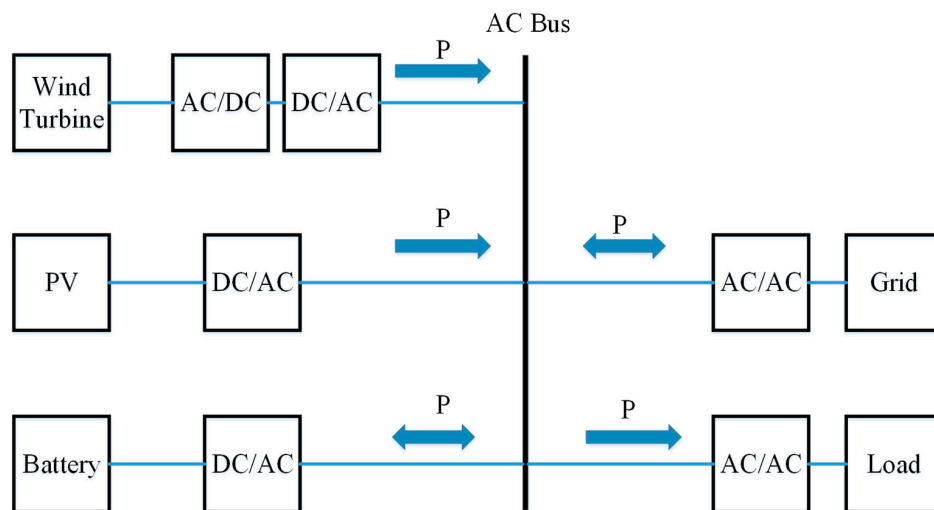 AC Bus
P
Wind
Turbine
AC/DC
DC/AC
P
P
PV
DC/AC
AC/AC
Grid
P
P
Battery
DC/AC
AC/AC
Load